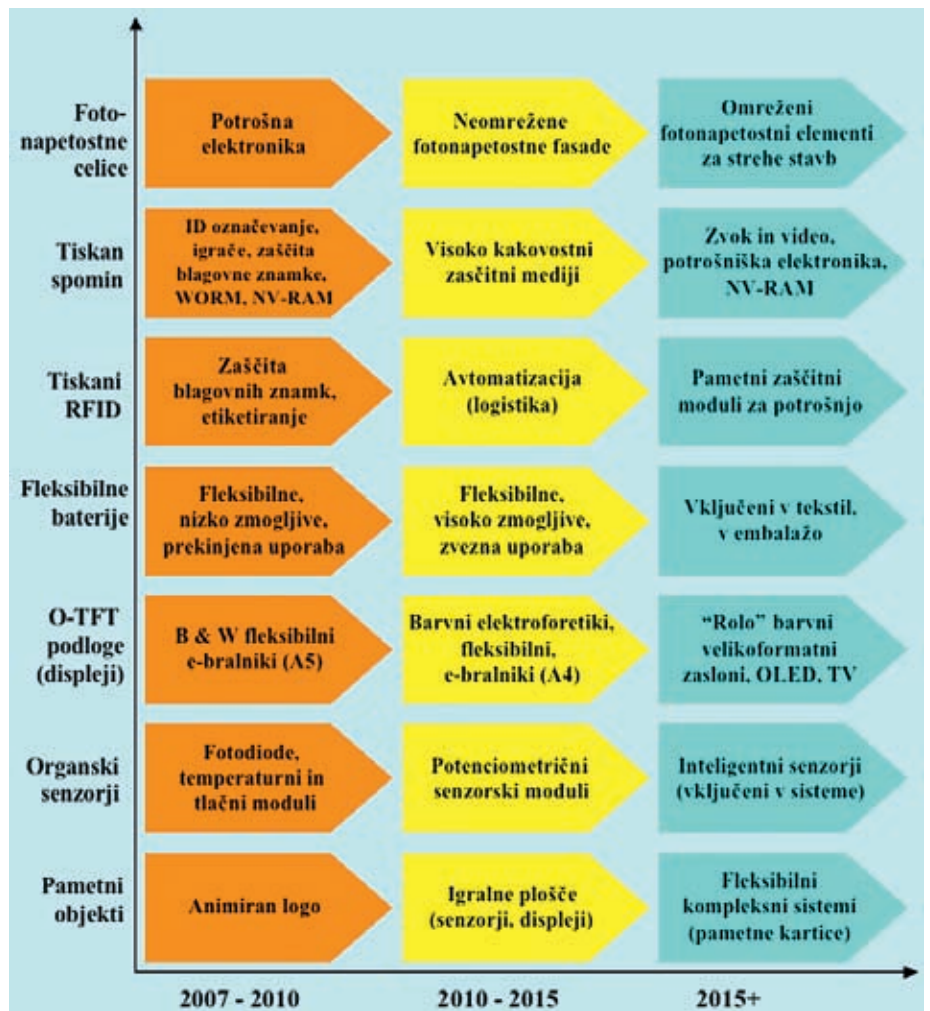 Foto-
napetostne
celice
Potrošna
elektronika
Neomrežene
fotonapetostne fasade
Omreženi
fotonapetostni elementi
za strehe stavb
Tiskan
spomin
ID označevanje,
igrače, zaščita
blagovne znamke,
WORM, NV-RAM
Visoko kakovostni
zasčitni mediji
Zvok in video,
potrošniška elektronika,
NV-RAM
Tiskani
RFID
Zaščita
blagovnih znamk,
etiketiranje
Avtomatizacija
(logistika)
Pametni zaščitni
moduli za potrošnjo
Fleksibilne
baterije
Fleksibilne,
nizko zmogljive,
prekinjena uporaba
Fleksibilne,
visoko zmogljive,
zvezna uporaba
Vključeni v tekstil,
v embalažo
O-TFT
podloge
(displeji)
B & W fleksibilni
e-bralniki (A5)
Barvni elektroforetiki,
fleksibilni,
e-bralniki (A4)
“Rolo” barvni
velikoformatni
zasloni, OLED, TV
Organski
senzorji
Fotodiode,
temperaturni in
tlačni moduli
Potenciometrični
senzorski moduli
Inteligentni senzorji
(vključeni v sisteme)
Pametni
objekti
Animiran logo
Igralne plošče
(senzorji, displeji)
Fleksibilni
kompleksni sistemi
(pametne kartice)
2007 - 2010
2010 - 2015
2015+